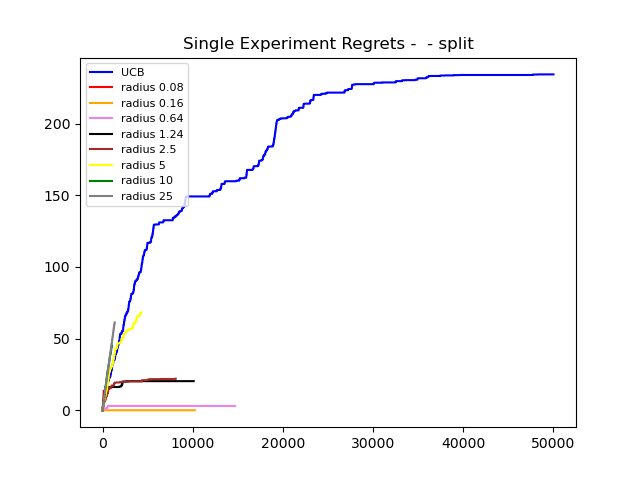 Single Experiment Regrets -  - split
UCB
radius 0.08
radius 0.16
radius 0.64
radius 1.24
radius 2.5
radius 5
radius 10
radius 25
200
150
100
50
0
0 10000 20000 30000 40000 50000